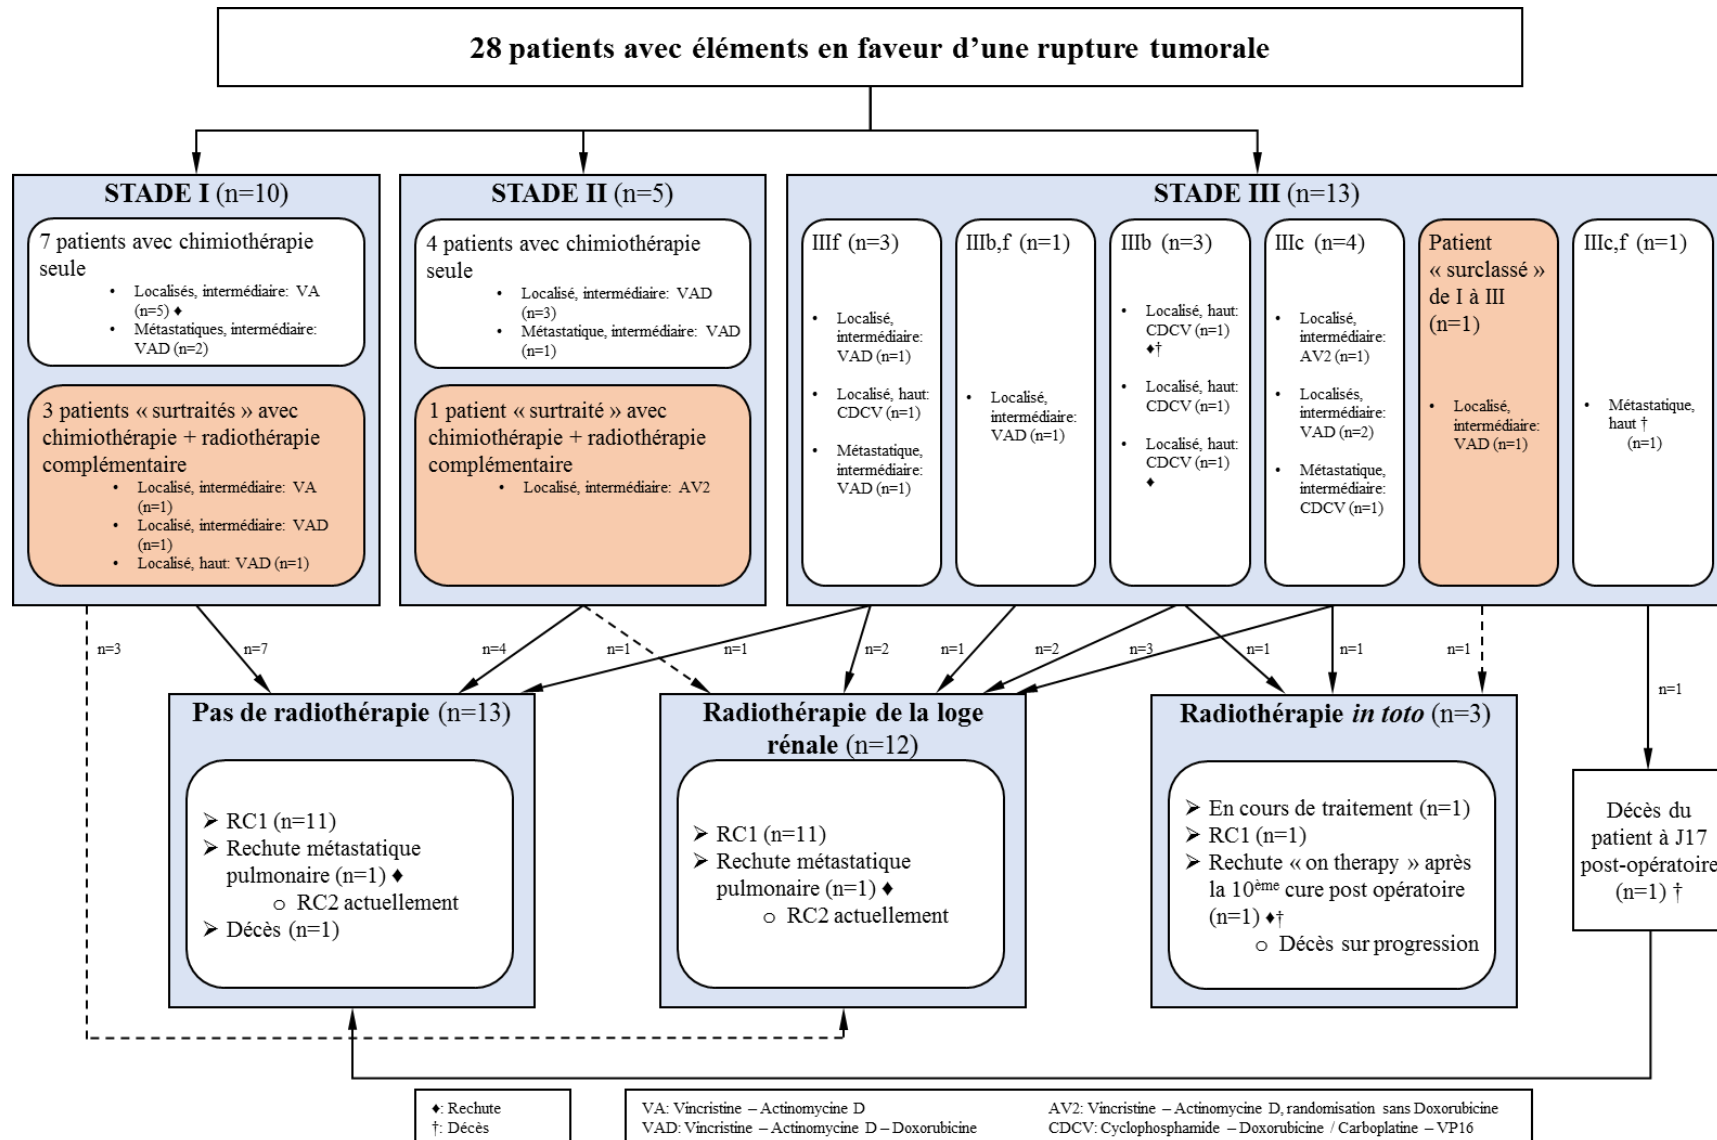 28 patients avec éléments en faveur d’une rupture tumorale
STADE I (n=10)
7 patients avec chimiothérapie
seule
• Localisés, intermédiaire: VA
(n=5) ♦
• Métastatiques, intermédiaire:
VAD (n=2)
3 patients « surtraités » avec
chimiothérapie + radiothérapie
complémentaire
• Localisé, intermédiaire: VA
(n=1)
• Localisé, intermédiaire: VAD
(n=1)
• Localisé, haut: VAD (n=1)
STADE II (n=5)
4 patients avec chimiothérapie
seule
• Localisé, intermédiaire: VAD
(n=3)
• Métastatique, intermédiaire: VAD
(n=1)
1 patient « surtraité » avec
chimiothérapie + radiothérapie
complémentaire
• Localisé, intermédiaire: AV2
STADE III (n=13)
IIIf (n=3)
• Localisé,
intermédiaire:
VAD (n=1)
• Localisé, haut:
CDCV (n=1)
• Métastatique,
intermédiaire:
VAD (n=1)
IIIb,f (n=1)
• Localisé,
intermédiaire:
VAD (n=1)
IIIb (n=3)
• Localisé, haut:
CDCV (n=1)
♦†
• Localisé, haut:
CDCV (n=1)
• Localisé, haut:
CDCV (n=1)
♦
IIIc (n=4)
• Localisé,
intermédiaire:
AV2 (n=1)
• Localisés,
intermédiaire:
VAD (n=2)
• Métastatique,
intermédiaire:
CDCV (n=1)
Patient
« surclassé »
de I à III
(n=1)
• Localisé,
intermédiaire:
VAD (n=1)
IIIc,f (n=1)
• Métastatique,
haut †
(n=1)
n=3
n=7
n=4
n=1
n=1
n=2
n=1
n=2
n=3
n=1
n=1
n=1
n=1
Pas de radiothérapie (n=13)
➢ RC1 (n=11)
➢ Rechute métastatique
pulmonaire (n=1) ♦
o RC2 actuellement
➢ Décès (n=1)
Radiothérapie de la loge
rénale (n=12)
➢ RC1 (n=11)
➢ Rechute métastatique
pulmonaire (n=1) ♦
o RC2 actuellement
Radiothérapie in toto (n=3)
➢ En cours de traitement (n=1)
➢ RC1 (n=1)
➢ Rechute « on therapy » après
la 10ème cure post opératoire
(n=1) ♦†
o Décès sur progression
Décès du
patient à J17
post-opératoire
(n=1) †
♦: Rechute
†: Décès
VA: Vincristine – Actinomycine D
VAD: Vincristine – Actinomycine D – Doxorubicine
AV2: Vincristine – Actinomycine D, randomisation sans Doxorubicine
CDCV: Cyclophosphamide – Doxorubicine / Carboplatine – VP16